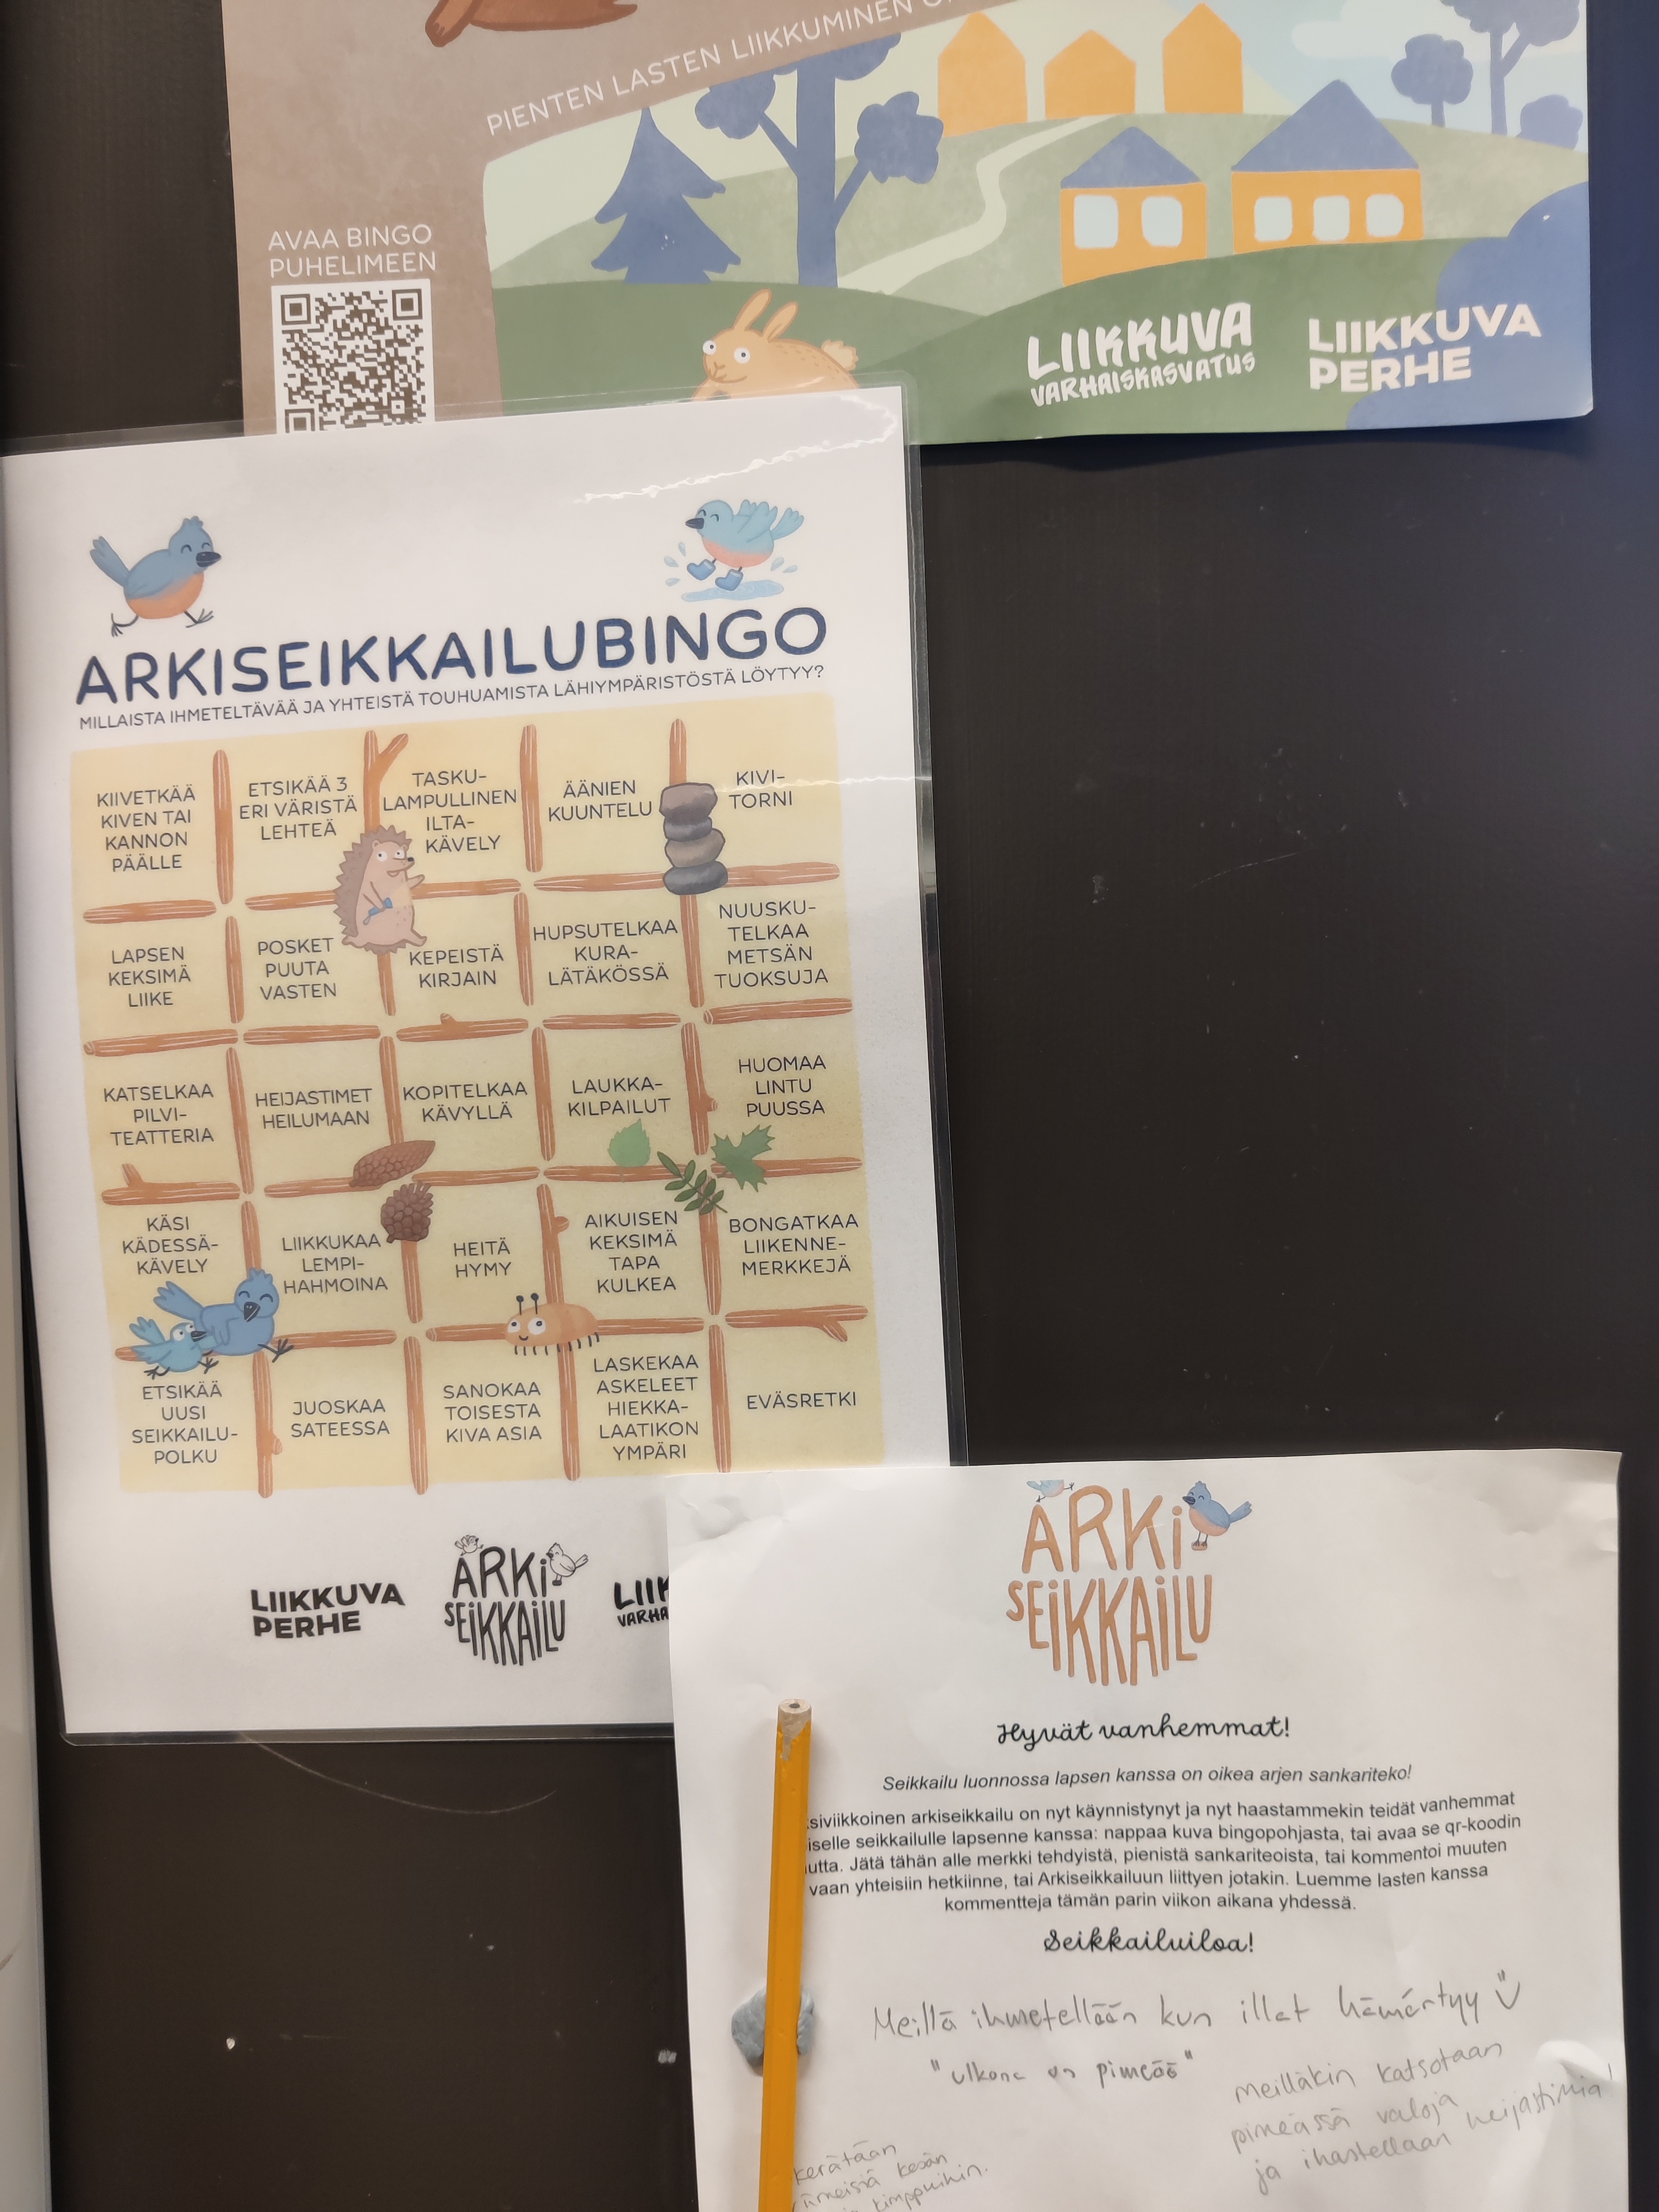 PIENTEN LASTEN LIIKKUMINEN
AVAA BINGO
PUHELIMEEN
LIIKKUVA
VARHAISKASVATUS
LIIKKUVA
PERHE
ARKISEIKKAILUBINGO
MILLAISTA IHMETELTÄVÄÄ JA YHTEISTÄ TOUHUAMISTA LÄHIYMPÄRISTÖSTÄ LÖYTYY?
KIIVETKÄÄ
KIVEN TAI
KANNON
PÄÄLLE
ETSIKÄÄ 3
ERI VÄRISTÄ
LEHTEÄ
TASKU-
LAMPULLINEN
ILTA-
KÄVELY
ÄÄNIEN
KUUNTELU
KIVI-
TORNI
LAPSEN
KEKSIMÄ
LIIKE
POSKET
PUUTA
VASTEN
KEPEISTÄ
KIRJAIN
HUPSUTELKAA
KURA-
LÄTÄKÖSSÄ
NUUSKU-
TELKAA
METSÄN
TUOKSUJA
KATSELKAA
PILVI-
TEATTERIA
HEIJASTIMET
HEILUMAAN
KOPITELKAA
KÄVYLLÄ
LAUKKA-
KILPAILUT
HUOMAA
LINTU
PUUSSA
KÄSI
KÄDESSÄ-
KÄVELY
LIIKKUKAA
LEMPI-
HAHMOINA
HEITÄ
HYMY
AIKUISEN
KEKSIMÄ
TAPA
KULKEA
BONGATKAA
LIIKENNE-
MERKKEJÄ
ETSIKÄÄ
UUSI
SEIKKAILU-
POLKU
JUOSKAA
SATEESSA
SANOKAA
TOISESTA
KIVA ASIA
LASKEKAA
ASKELEET
HIEKKA-
LAATIKON
YMPÄRI
EVÄSRETKI
LIIKKUVA
PERHE
ARKI
SEIKKAILU
ARKI
SEIKKAILU
Hyvät vanhemmat!
Seikkailu luonnossa lapsen kanssa on oikea arjen sankariteko!
arkiseikkailu on nyt käynnistynyt ja nyt haastammekin teidät vanhemmat
seikkailulle lapsenne kanssa: nappaa kuva bingopohjasta, tai avaa se qr-koodin
Jätä tähän alle merkki tehdyistä, pienistä sankariteoista, tai kommentoi muuten
vaan yhteisiin hetkiinne, tai Arkiseikkailuun liittyen jotakin. Luemme lasten kanssa
kommentteja tämän parin viikon aikana yhdessä.
Seikkailuiloa!
Meillä ihmetellään kun illat hämärtyy
"ulkona on pimeää"
meilläkin katsotaan
pimeässä valoja
ja ihastellaan heijastimia!
kerätään
kesän